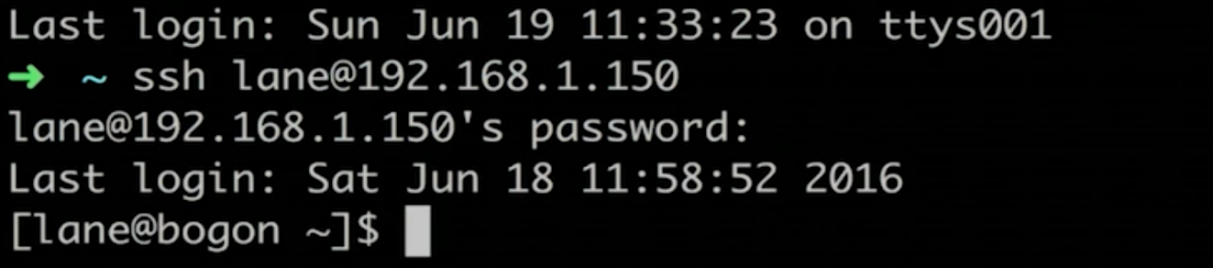 Last login: Sun Jun 19 11:33:23 on ttys001
➜ ~ ssh lane@192.168.1.150
lane@192.168.1.150's password:
Last login: Sat Jun 18 11:58:52 2016
[lane@bogon ~]$